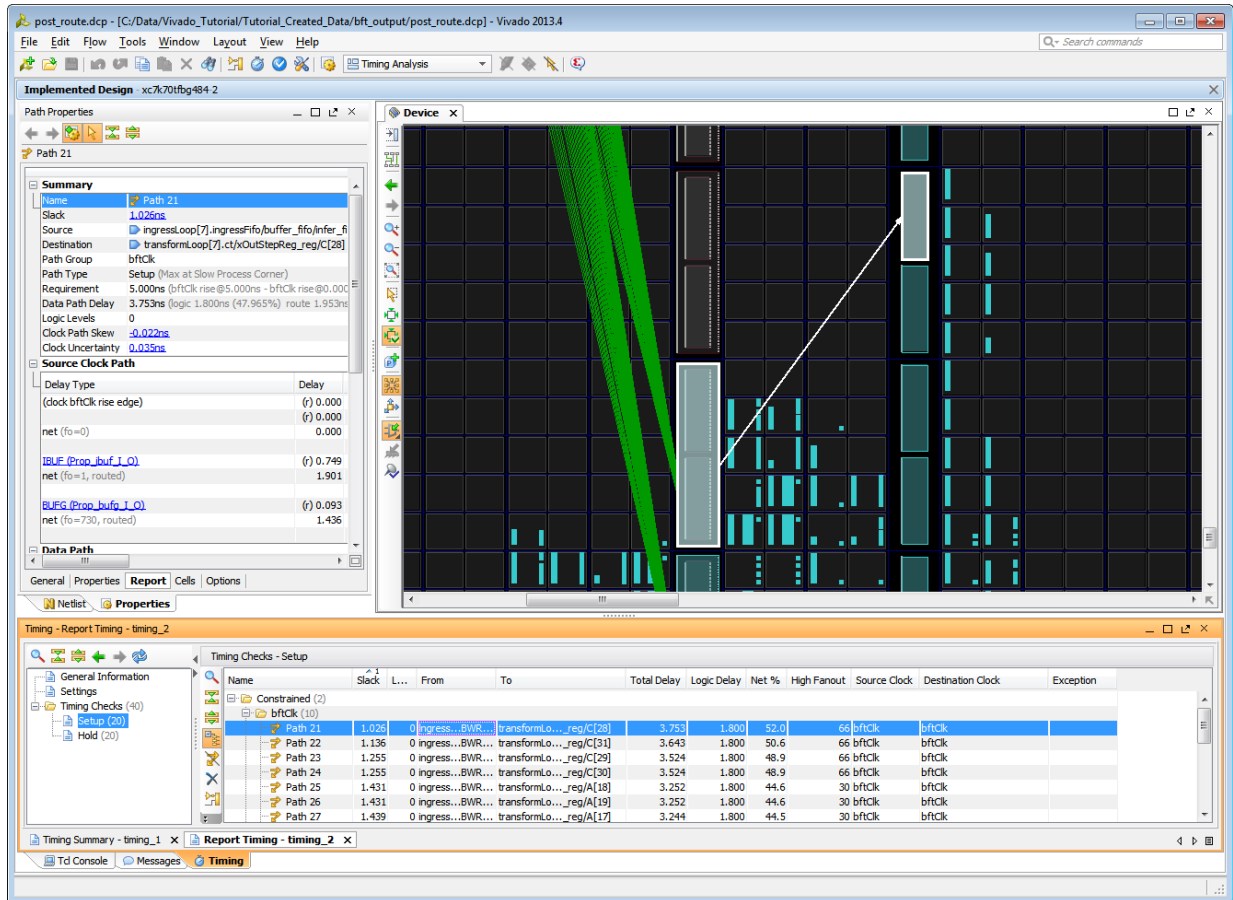 post_route.dcp - [C:/Data/Vivado_Tutorial/Tutorial_Created_Data/bft_output/post_route.dcp] - Vivado 2013.4
File Edit Flow Tools Window Layout View Help
Search commands
Timing Analysis
Implemented Design - xc7k70tfbg484-2
Path Properties
Path 21
Summary
Name Path 21
Slack 1.026ns
Source ingressLoop[7].ingressFifo/buffer_fifo/infer_fi
Destination transformLoop[7].ct/xOutStepReg_reg/C[28]
Path Group bftClk
Path Type Setup (Max at Slow Process Corner)
Requirement 5.000ns (bftClk rise@5.000ns - bftClk rise@0.000
Data Path Delay 3.753ns (logic 1.800ns (47.965%) route 1.953ns
Logic Levels 0
Clock Path Skew -0.022ns
Clock Uncertainty 0.035ns
Source Clock Path
Delay Type Delay
(clock bftClk rise edge) (r) 0.000
(r) 0.000
net (fo=0) 0.000
IBUF (Prop_ibuf_I_O) (r) 0.749
net (fo=1, routed) 1.901
BUFG (Prop_bufg_I_O) (r) 0.093
net (fo=730, routed) 1.436
Data Path
General Properties Report Cells Options
Netlist Properties
Device
Timing - Report Timing - timing_2
General Information
Settings
Timing Checks (40)
Setup (20)
Hold (20)
Timing Checks - Setup
Name Slack 1 L... From To Total Delay Logic Delay Net % High Fanout Source Clock Destination Clock Exception
Constrained (2)
bftClk (10)
Path 21 1.026 0 ingress...BWR... transformLo..._reg/C[28] 3.753 1.800 52.0 66 bftClk bftClk
Path 22 1.136 0 ingress...BWR... transformLo..._reg/C[31] 3.643 1.800 50.6 66 bftClk bftClk
Path 23 1.255 0 ingress...BWR... transformLo..._reg/C[29] 3.524 1.800 48.9 66 bftClk bftClk
Path 24 1.255 0 ingress...BWR... transformLo..._reg/C[30] 3.524 1.800 48.9 66 bftClk bftClk
Path 25 1.431 0 ingress...BWR... transformLo..._reg/A[18] 3.252 1.800 44.6 30 bftClk bftClk
Path 26 1.431 0 ingress...BWR... transformLo..._reg/A[19] 3.252 1.800 44.6 30 bftClk bftClk
Path 27 1.439 0 ingress...BWR... transformLo..._reg/A[17] 3.244 1.800 44.5 30 bftClk bftClk
Timing Summary - timing_1 Report Timing - timing_2
Tcl Console Messages Timing